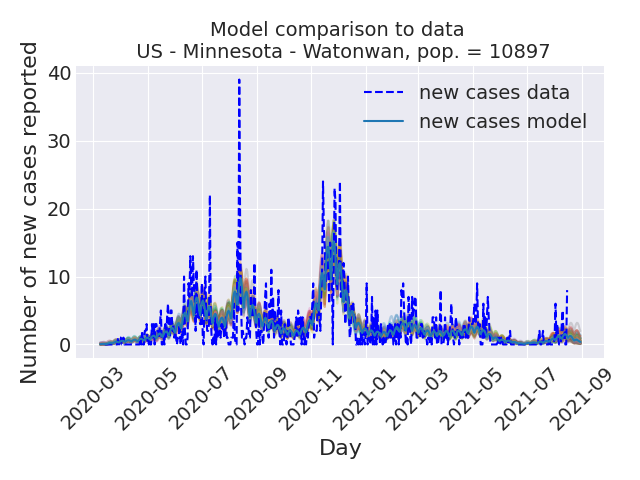 Model comparison to data
US - Minnesota - Watonwan, pop. = 10897
Number of new cases reported
40
30
20
10
0
new cases data
new cases model
2020-03
2020-05
2020-07
2020-09
2020-11
2021-01
2021-03
2021-05
2021-07
2021-09
Day